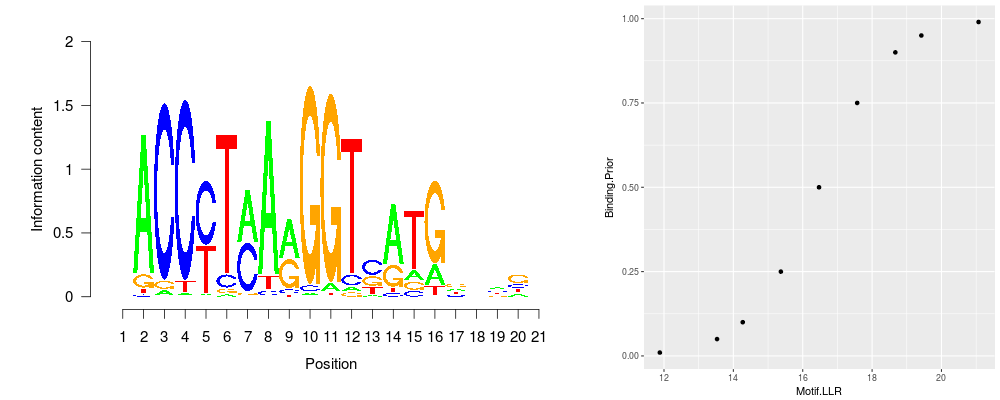 Information content
2
1.5
1
0.5
0
A C C C T A A A G G T C A T G
1 2 3 4 5 6 7 8 9 10 11 12 13 14 15 16 17 18 19 20 21
Position
Binding.Prior
1.00
0.75
0.50
0.25
0.00
12 14 16 18 20
Motif.LLR